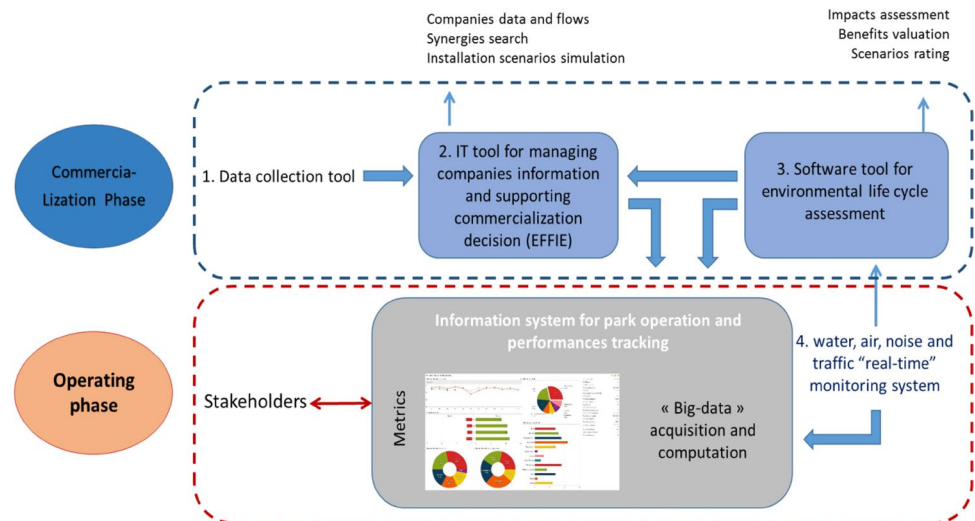 Companies data and flows
Synergies search
Installation scenarios simulation
Impacts assessment
Benefits valuation
Scenarios rating
Commercia-
Lization Phase
1. Data collection tool
2. IT tool for managing
companies information
and supporting
commercialization
decision (EFFIE)
3. Software tool for
environmental life cycle
assessment
Operating
phase
Stakeholders
Information system for park operation and
performances tracking
Metrics
« Big-data »
acquisition and
computation
4. water, air, noise and
traffic “real-time”
monitoring system